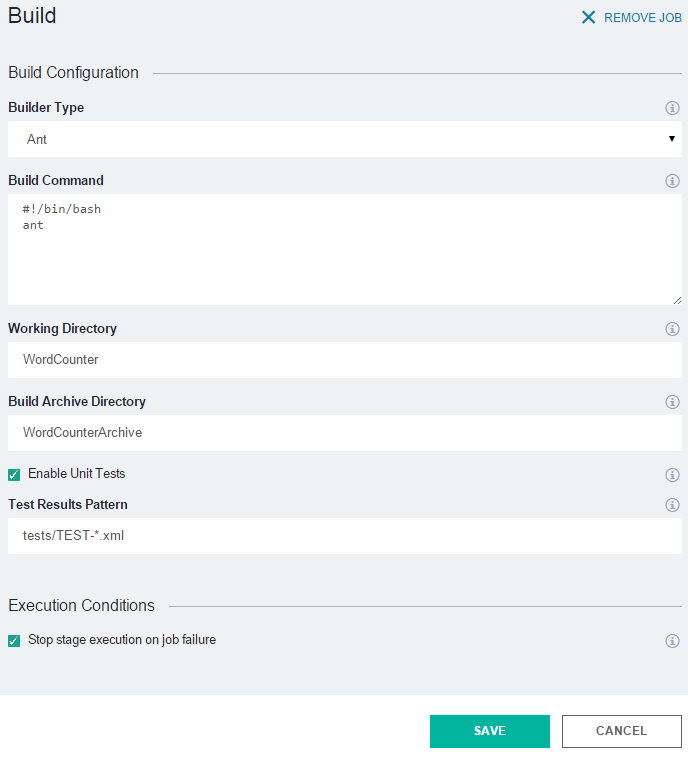 Build
REMOVE JOB
Build Configuration
Builder Type
Ant
Build Command
#!/bin/bash
ant
Working Directory
WordCounter
Build Archive Directory
WordCounterArchive
Enable Unit Tests
Test Results Pattern
tests/TEST-*.xml
Execution Conditions
Stop stage execution on job failure
SAVE
CANCEL